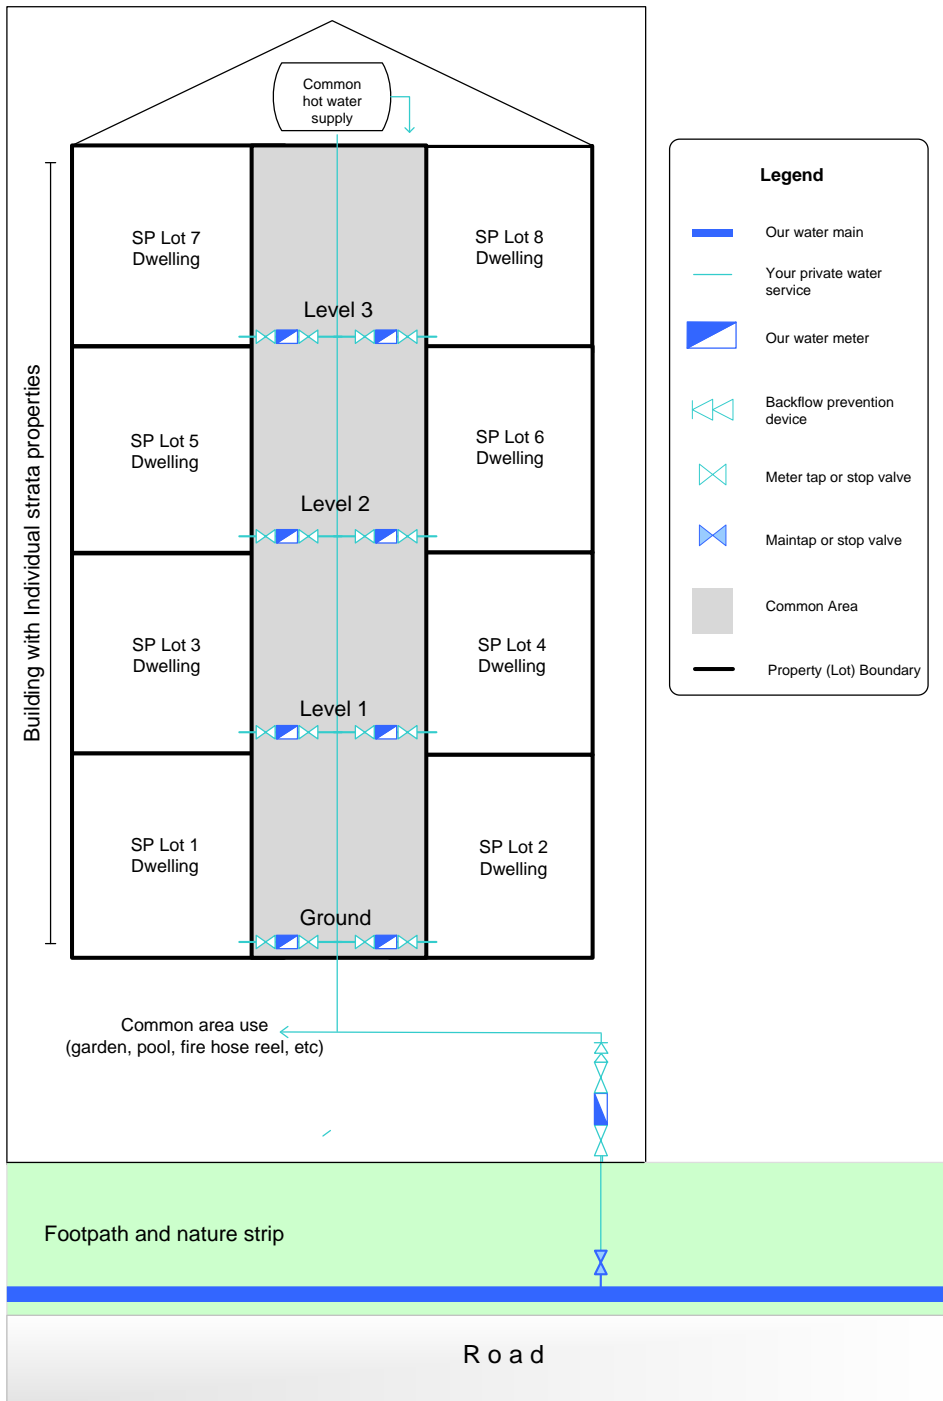 Common
hot water
supply
SP Lot 7
Dwelling
SP Lot 8
Dwelling
Level 3
SP Lot 5
Dwelling
SP Lot 6
Dwelling
Level 2
SP Lot 3
Dwelling
SP Lot 4
Dwelling
Level 1
SP Lot 1
Dwelling
SP Lot 2
Dwelling
Ground
Building with Individual strata properties
Common area use
(garden, pool, fire hose reel, etc)
Footpath and nature strip
Road
Legend
Our water main
Your private water
service
Our water meter
Backflow prevention
device
Meter tap or stop valve
Maintap or stop valve
Common Area
Property (Lot) Boundary